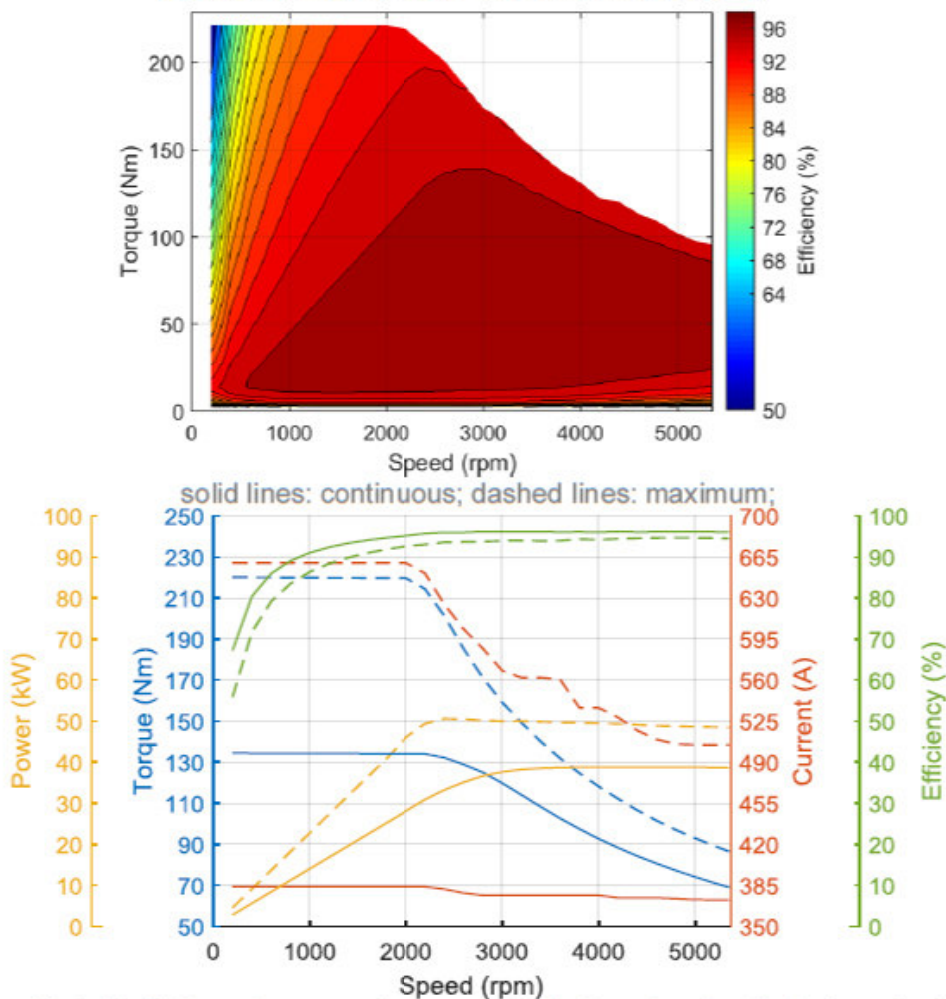 200
150
100
50
0
Torque (Nm)
0 1000 2000 3000 4000 5000
Speed (rpm)
96
92
88
84
80
76
72
68
64
50
Efficiency (%)
solid lines: continuous; dashed lines: maximum;
100 250 700 100
90 230 665 90
80 210 630 80
70 190 595 70
60 170 560 60
50 150 525 50
40 130 490 40
30 110 455 30
20 90 420 20
10 70 385 10
0 50 350 0
Power (kW)
Torque (Nm)
Current (A)
Efficiency (%)
0 1000 2000 3000 4000 5000
Speed (rpm)